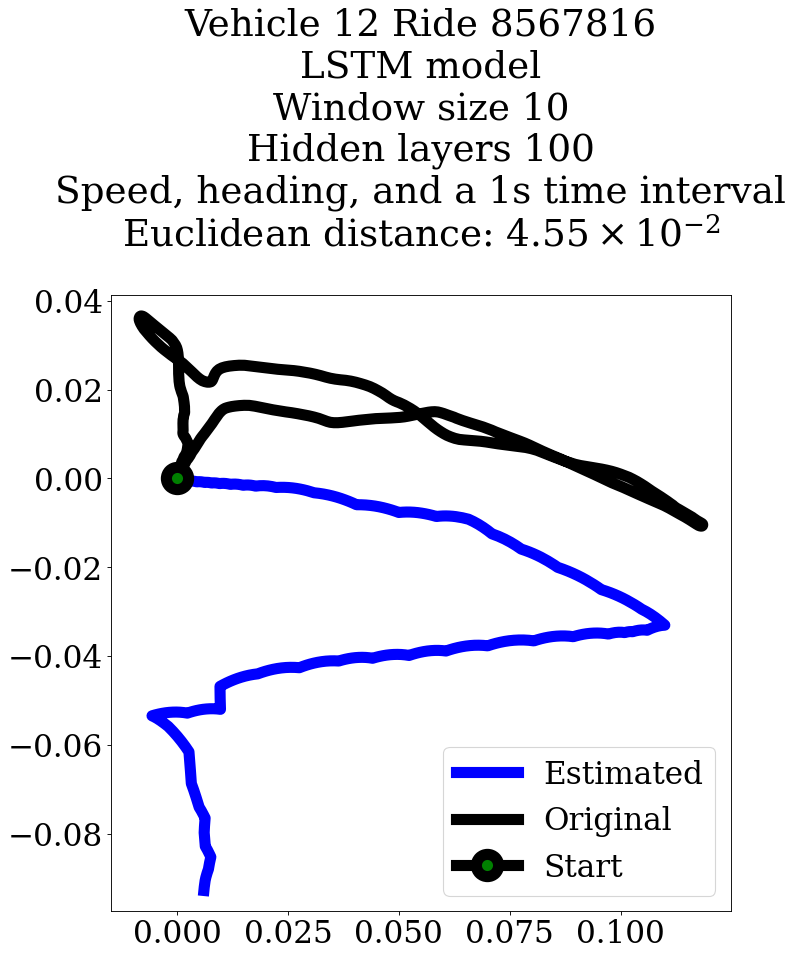 Vehicle 12 Ride 8567816
LSTM model
Window size 10
Hidden layers 100
Speed, heading, and a 1s time interval
Euclidean distance: 4.55 × 10⁻²
0.04
0.02
0.00
−0.02
−0.04
−0.06
−0.08
Estimated
Original
Start
0.000 0.025 0.050 0.075 0.100